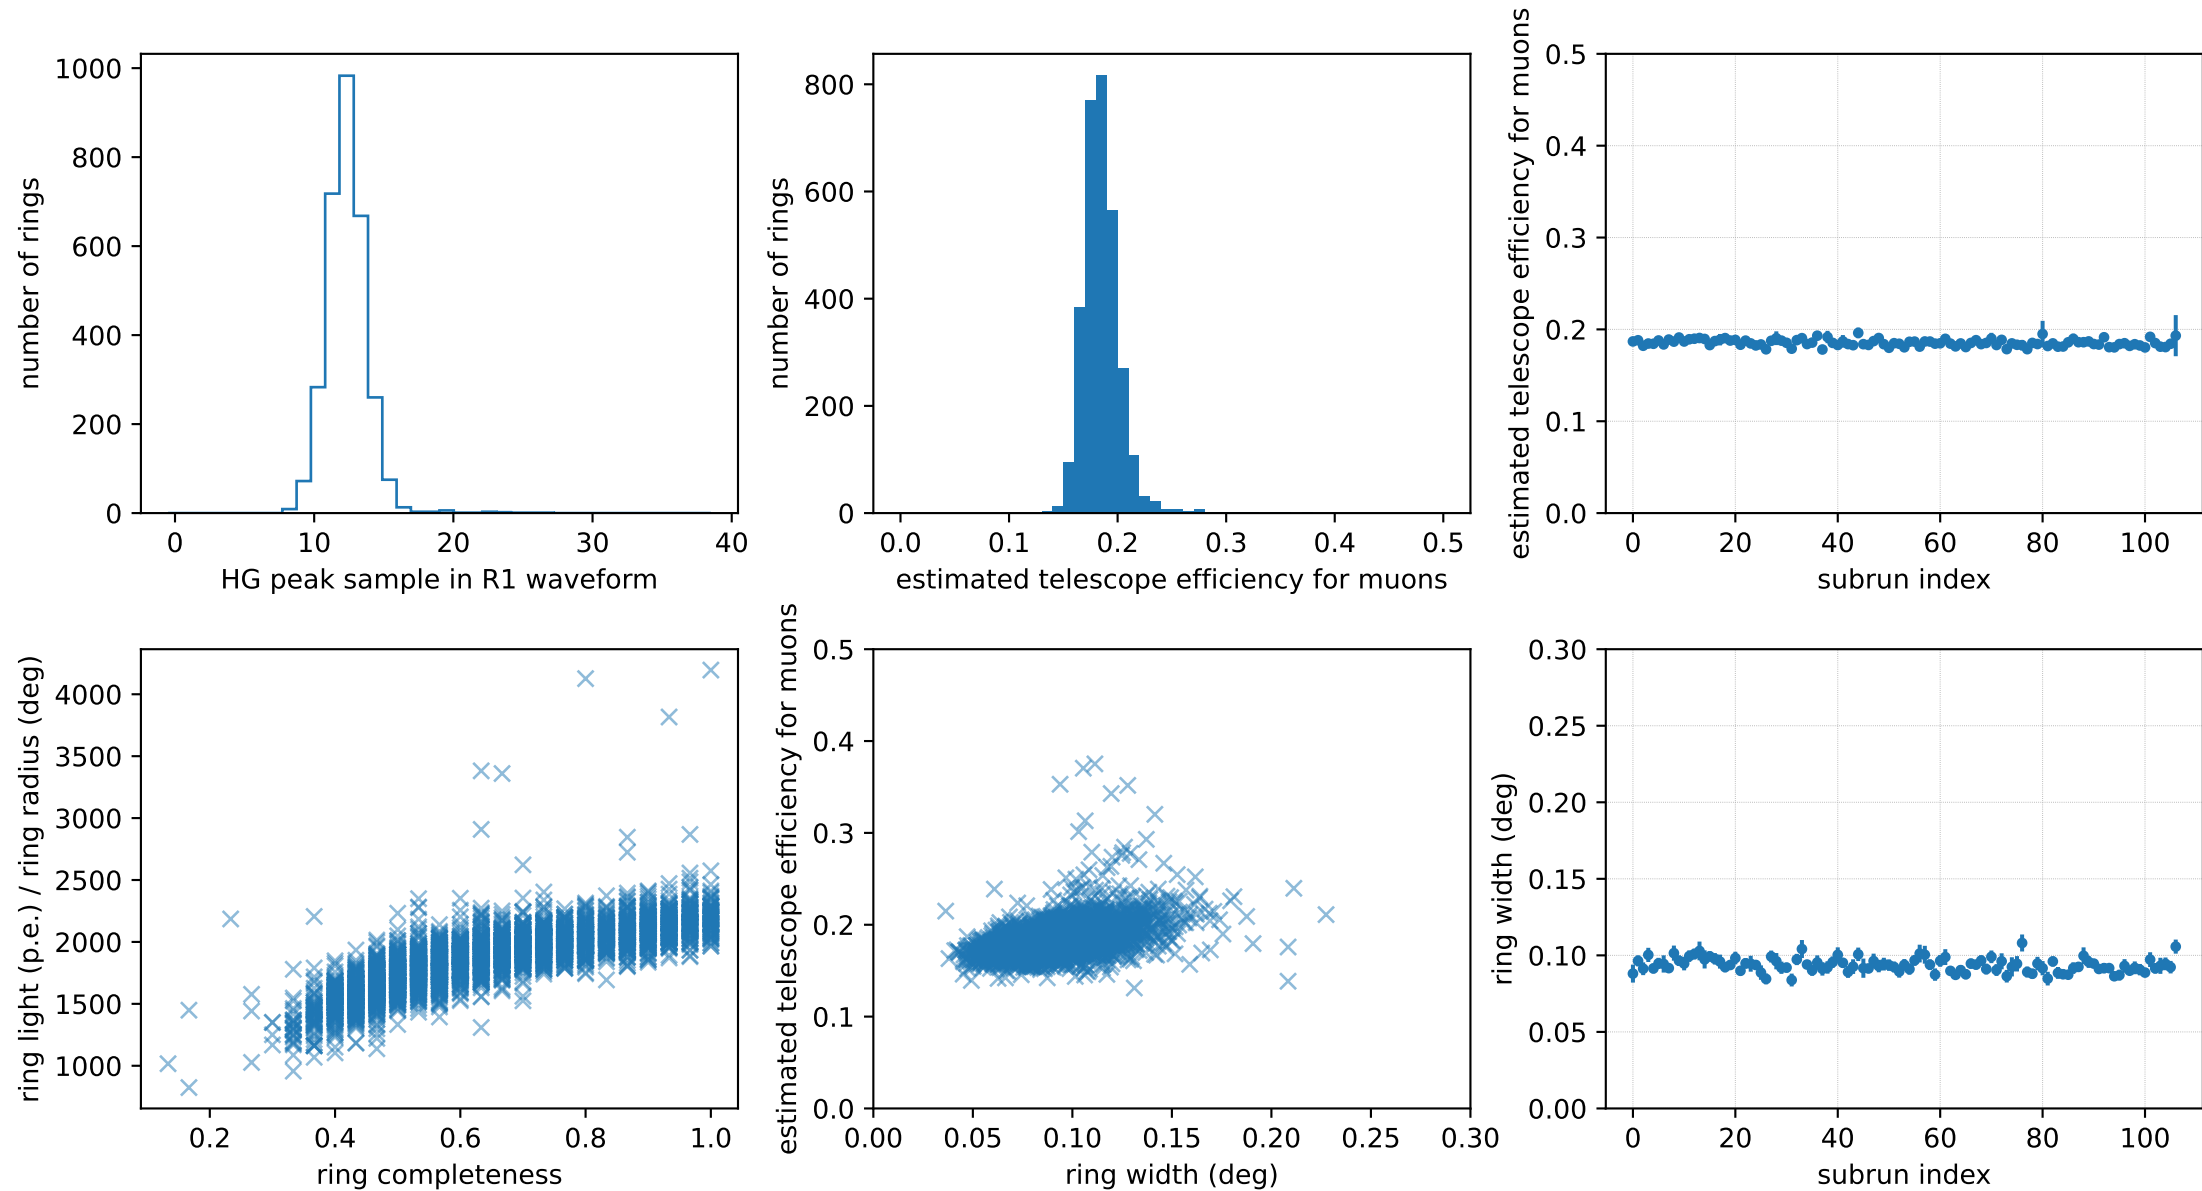 1000
800
600
400
200
0
number of rings
0 10 20 30 40
HG peak sample in R1 waveform
800
600
400
200
0
number of rings
0.0 0.1 0.2 0.3 0.4 0.5
estimated telescope efficiency for muons
0.5
0.4
0.3
0.2
0.1
0.0
estimated telescope efficiency for muons
0 20 40 60 80 100
subrun index
4000
3500
3000
2500
2000
1500
1000
ring light (p.e.) / ring radius (deg)
0.2 0.4 0.6 0.8 1.0
ring completeness
0.5
0.4
0.3
0.2
0.1
0.0
estimated telescope efficiency for muons
0.00 0.05 0.10 0.15 0.20 0.25 0.30
ring width (deg)
0.30
0.25
0.20
0.15
0.10
0.05
0.00
ring width (deg)
0 20 40 60 80 100
subrun index